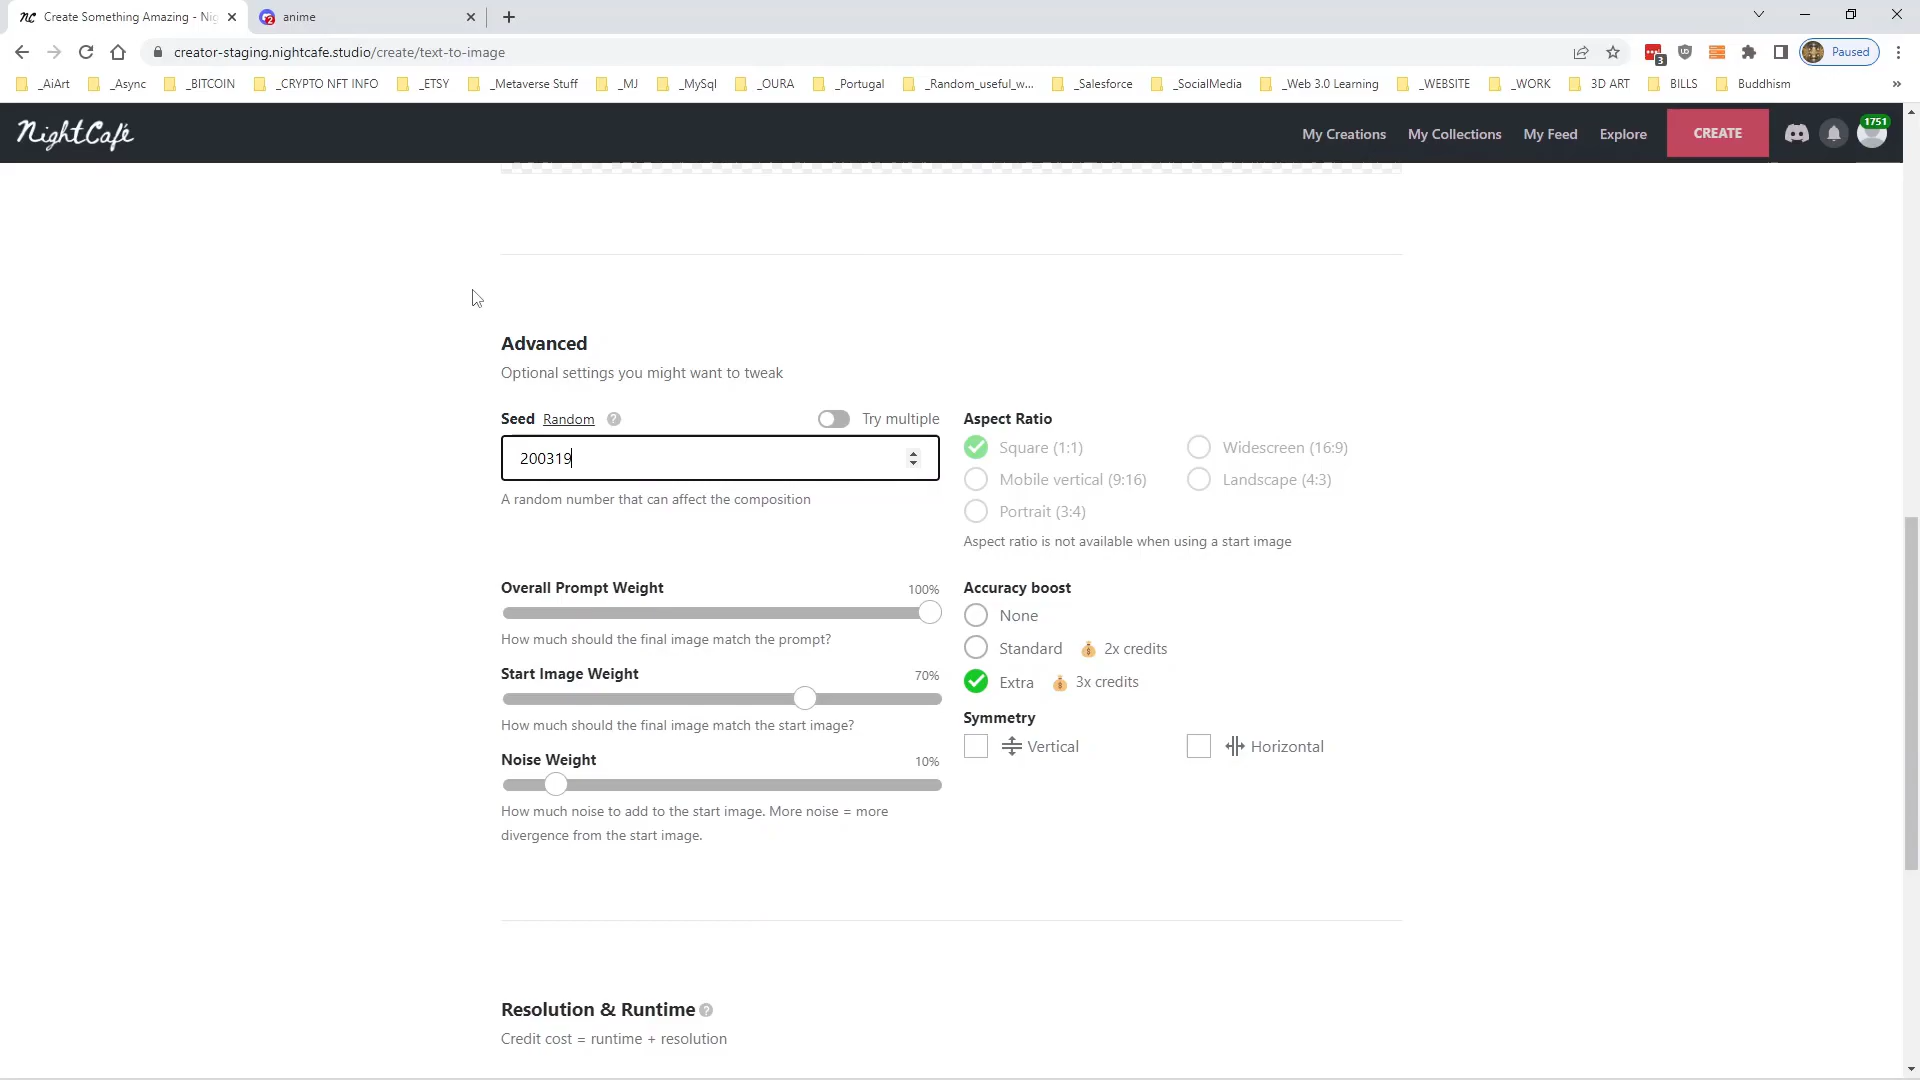 Create Something Amazing - Nig
anime
creator-staging.nightcafe.studio/create/text-to-image
3
Paused
_AiArt
_Async
_BITCOIN
_CRYPTO NFT INFO
_ETSY
_Metaverse Stuff
_MJ
_MySql
_OURA
_Portugal
_Random_useful_w...
_Salesforce
_SocialMedia
_Web 3.0 Learning
_WEBSITE
_WORK
3D ART
BILLS
Buddhism
»
NightCafé
My Creations
My Collections
My Feed
Explore
CREATE
1751
Advanced
Optional settings you might want to tweak
Seed Random ?
Try multiple
200319
A random number that can affect the composition
Aspect Ratio
Square (1:1)
Widescreen (16:9)
Mobile vertical (9:16)
Landscape (4:3)
Portrait (3:4)
Aspect ratio is not available when using a start image
Overall Prompt Weight
100%
How much should the final image match the prompt?
Start Image Weight
70%
How much should the final image match the start image?
Noise Weight
10%
How much noise to add to the start image. More noise = more
divergence from the start image.
Accuracy boost
None
Standard 2x credits
Extra 3x credits
Symmetry
Vertical
Horizontal
Resolution & Runtime ?
Credit cost = runtime + resolution